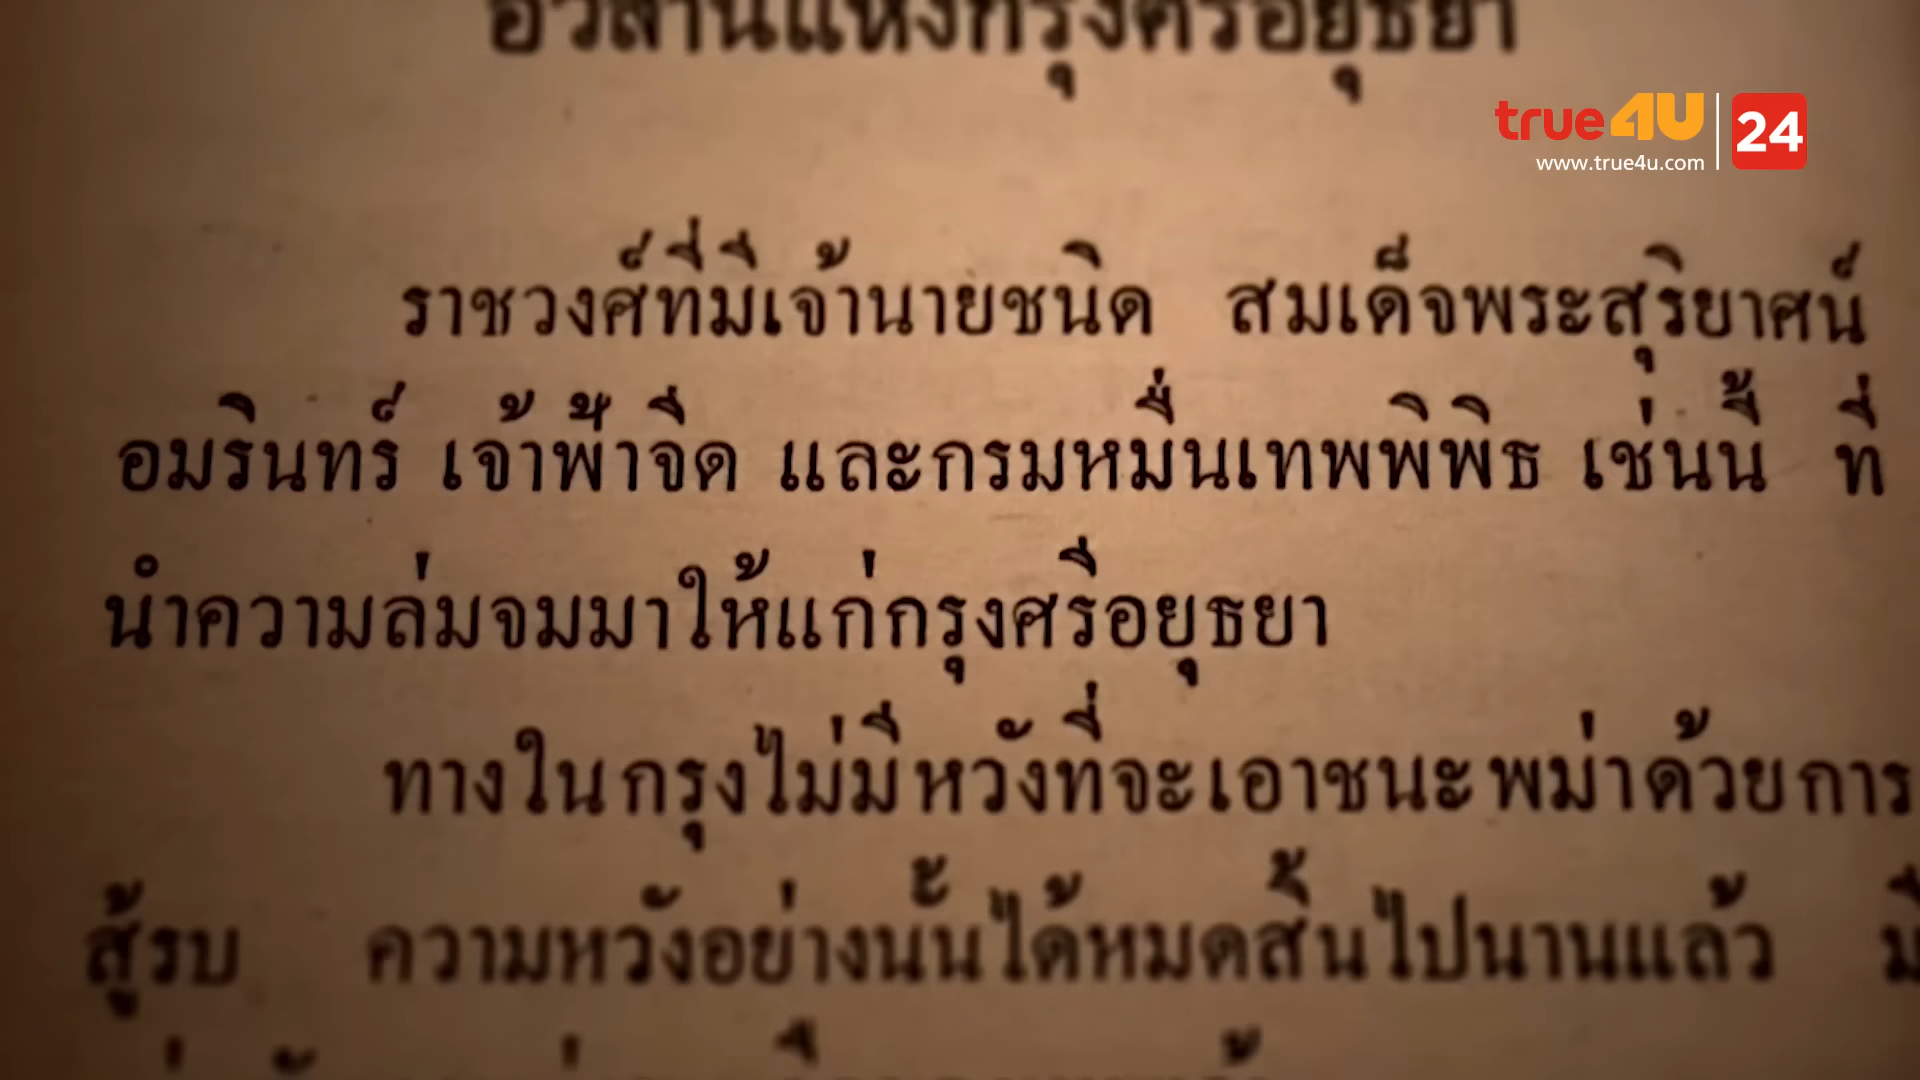 อวสานแห่งกรุงศรีอยุธยา
true4U 24
www.true4u.com
ราชวงศ์ที่มีเจ้านายชนิด สมเด็จพระสุริยาศน์
อมรินทร์ เจ้าฟ้าจีด และกรมหมื่นเทพพิพิธ เช่นนี้ ที่
นำความล่มจมมาให้แก่กรุงศรีอยุธยา
ทางในกรุงไม่มีหวังที่จะเอาชนะพม่าด้วยการ
สู้รบ ความหวังอย่างนั้นได้หมดสิ้นไปนานแล้ว มี